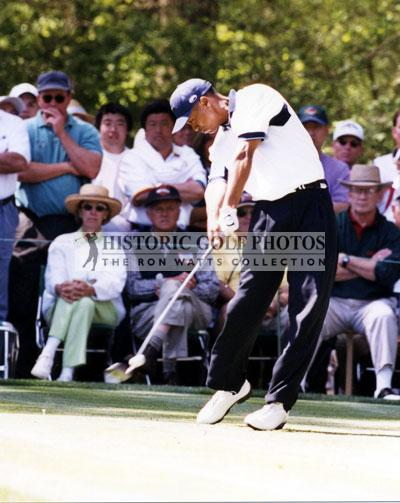 HISTORIC GOLF PHOTOS
THE RON WATTS COLLECTION